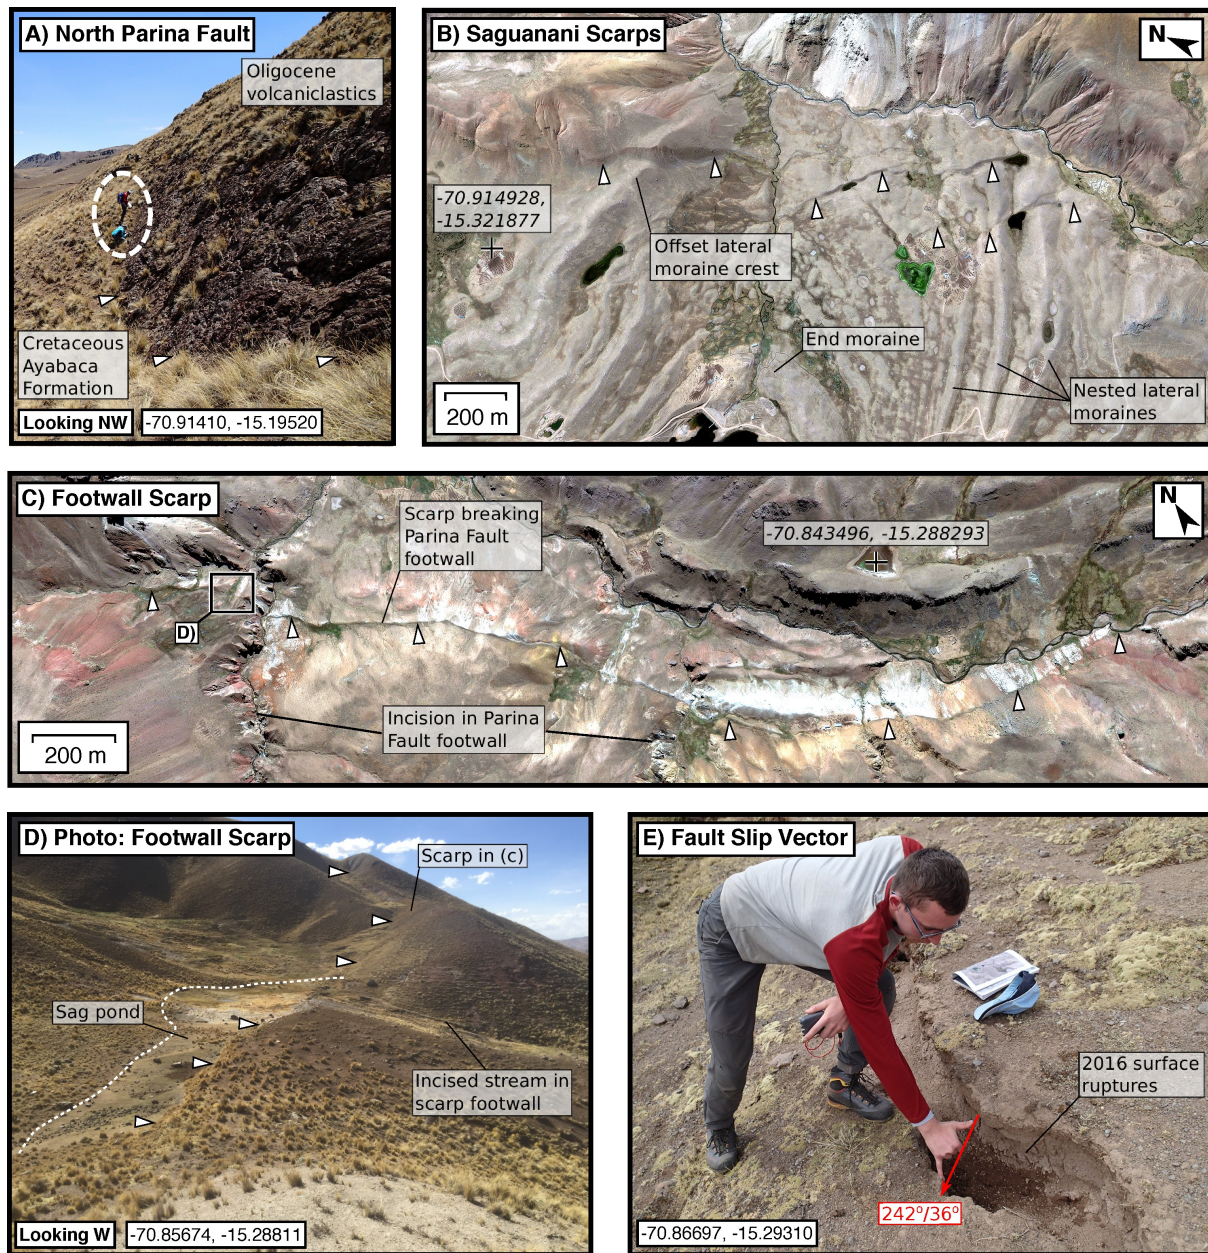 A) North Parina Fault
Oligocene
volcaniclastics
Cretaceous
Ayabaca
Formation
Looking NW
-70.91410, -15.19520
B) Saguanani Scarps
N
-70.914928,
-15.321877
Offset lateral
moraine crest
End moraine
Nested lateral
moraines
200 m
C) Footwall Scarp
N
Scarp breaking
Parina Fault
footwall
-70.843496, -15.288293
D)
Incision in Parina
Fault footwall
200 m
D) Photo: Footwall Scarp
Scarp in (c)
Sag pond
Incised stream in
scarp footwall
Looking W
-70.85674, -15.28811
E) Fault Slip Vector
2016 surface
ruptures
242°/36°
-70.86697, -15.29310